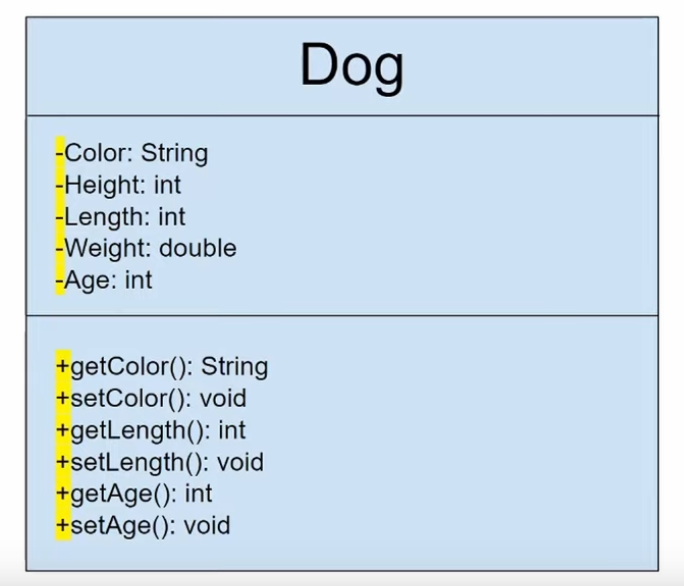 Dog
-Color: String
-Height: int
-Length: int
-Weight: double
-Age: int
+getColor(): String
+setColor(): void
+getLength(): int
+setLength(): void
+getAge(): int
+setAge(): void